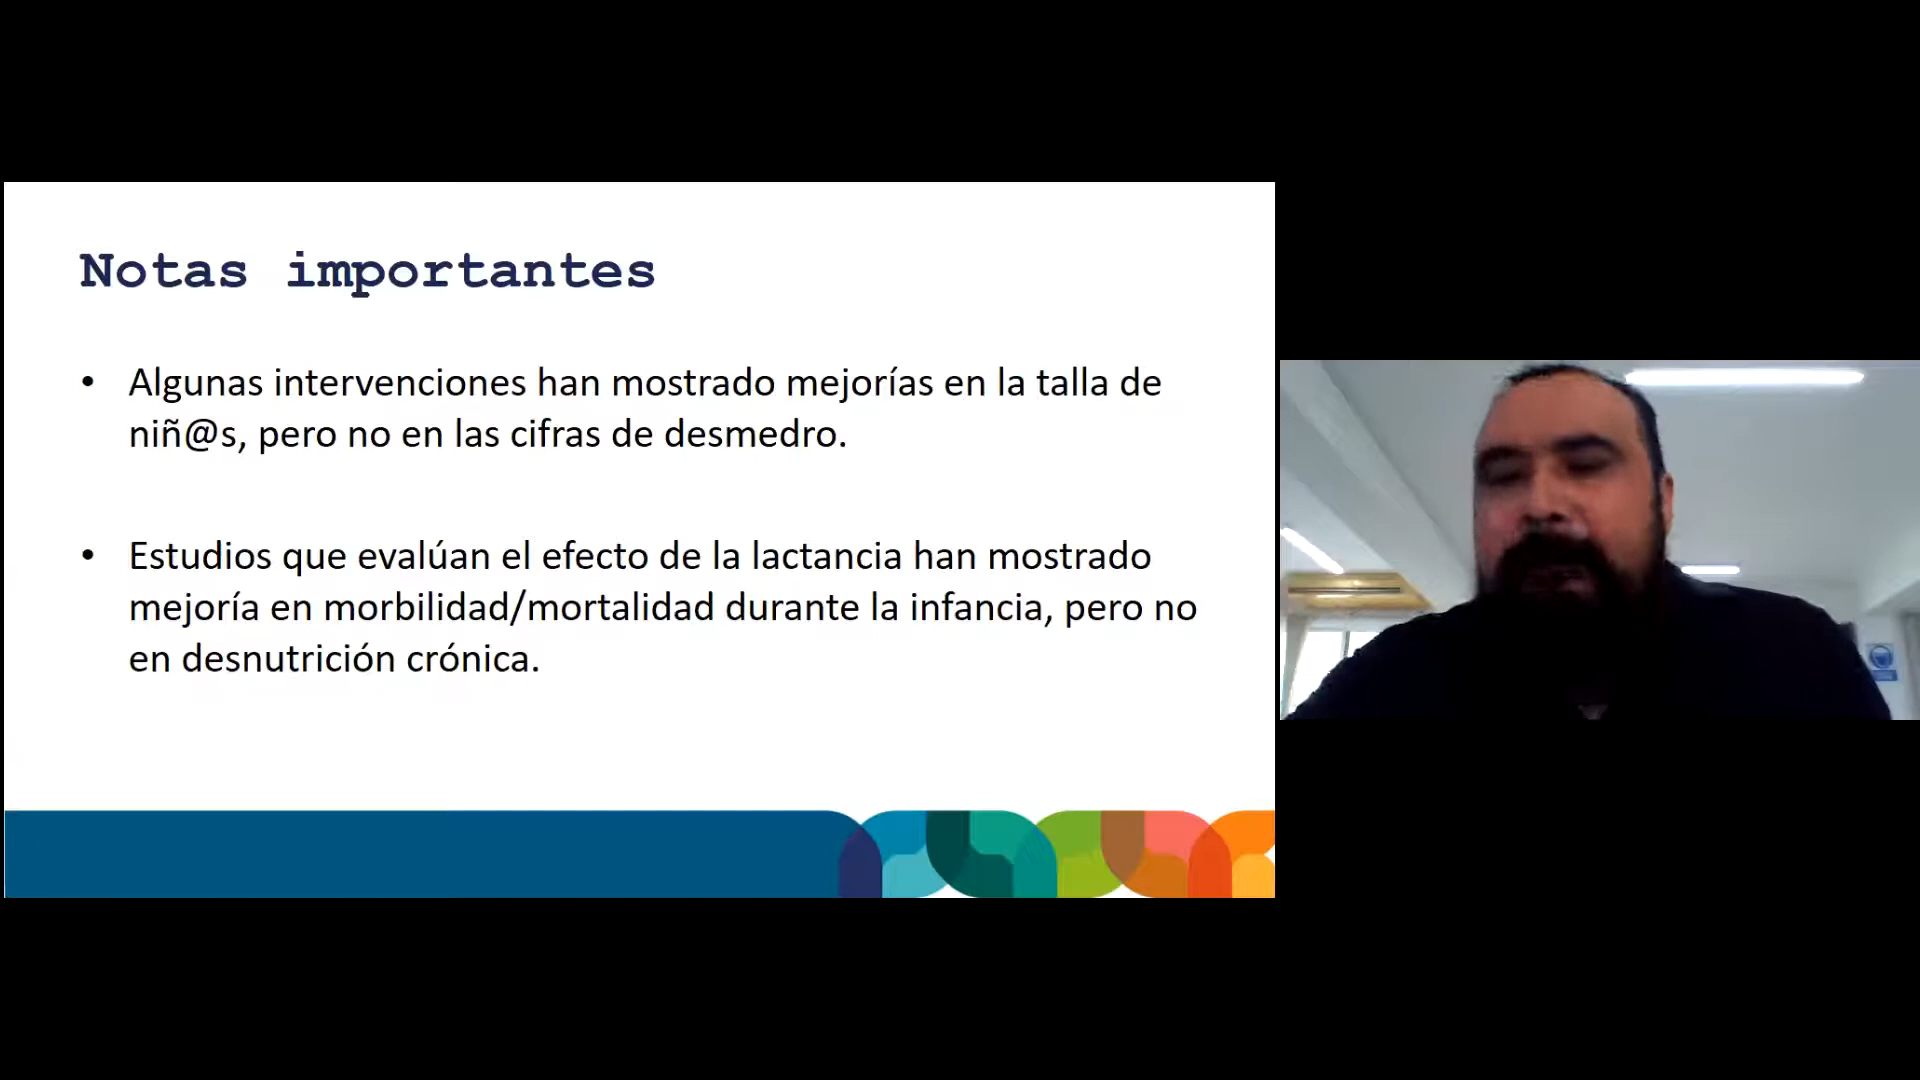 Notas importantes
• Algunas intervenciones han mostrado mejorías en la talla de
niñ@s, pero no en las cifras de desmedro.
• Estudios que evalúan el efecto de la lactancia han mostrado
mejoría en morbilidad/mortalidad durante la infancia, pero no
en desnutrición crónica.